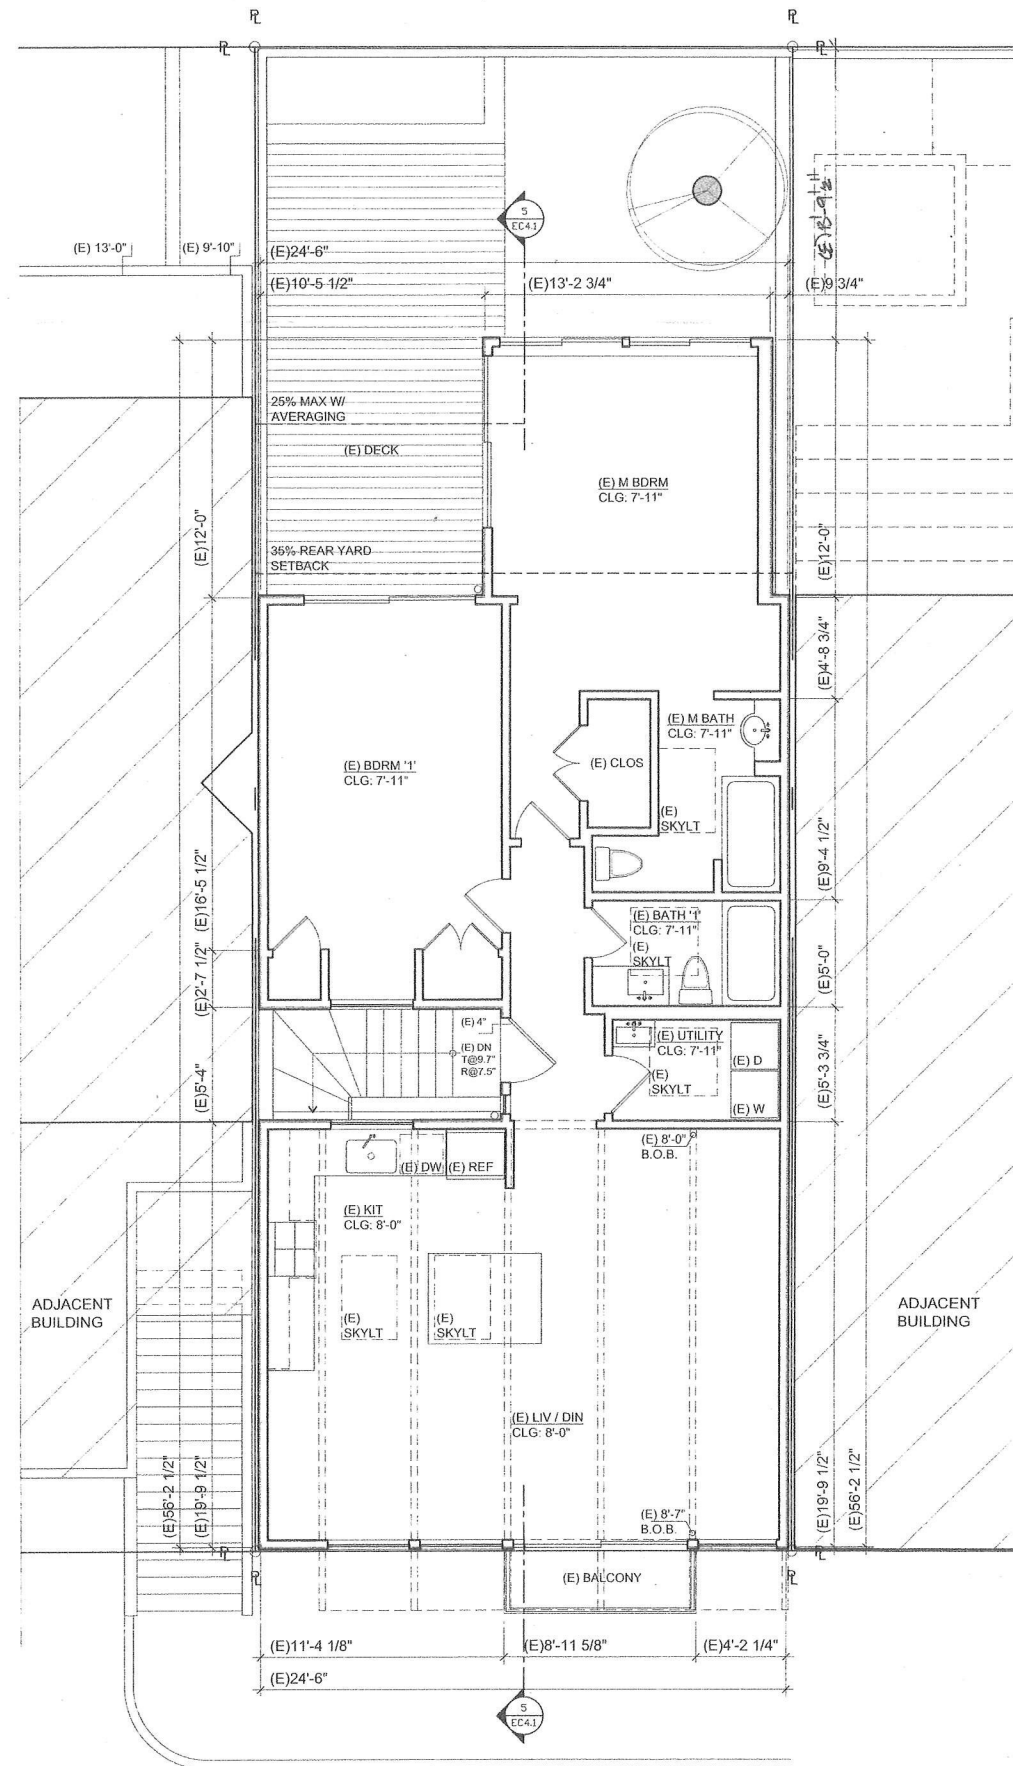 PL
PL
PL
PL
5
EC4.1
(E) 13'-0"
(E) 9'-10"
(E)24'-6"
(E)10'-5 1/2"
(E)13'-2 3/4"
(E)9 3/4"
25% MAX W/
AVERAGING
(E) DECK
(E) M BDRM
CLG: 7'-11"
(E)12'-0"
(E)12'-0"
35% REAR YARD
SETBACK
(E)4'-8 3/4"
(E) M BATH
CLG: 7'-11"
(E) BDRM '1'
CLG: 7'-11"
(E) CLOS
(E)
SKYLT
(E)9'-4 1/2"
(E)16'-5 1/2"
(E) BATH '1'
CLG: 7'-11"
(E)
SKYLT
(E)5'-0"
(E)2'-7 1/2"
(E) 4"
(E) DN
T@9.7"
R@7.5"
(E) UTILITY
CLG: 7'-11"
(E)
SKYLT
(E) D
(E) W
(E)5'-4"
(E)5'-3 3/4"
(E) 8'-0"
B.O.B.
(E) DW
(E) REF
(E) KIT
CLG: 8'-0"
ADJACENT
BUILDING
(E)
SKYLT
(E)
SKYLT
ADJACENT
BUILDING
(E) LIV / DIN
CLG: 8'-0"
(E)56'-2 1/2"
(E)19'-9 1/2"
(E)19'-9 1/2"
(E)56'-2 1/2"
(E) 8'-7"
B.O.B.
PL
PL
PL
PL
(E) BALCONY
(E)11'-4 1/8"
(E)8'-11 5/8"
(E)4'-2 1/4"
(E)24'-6"
5
EC4.1